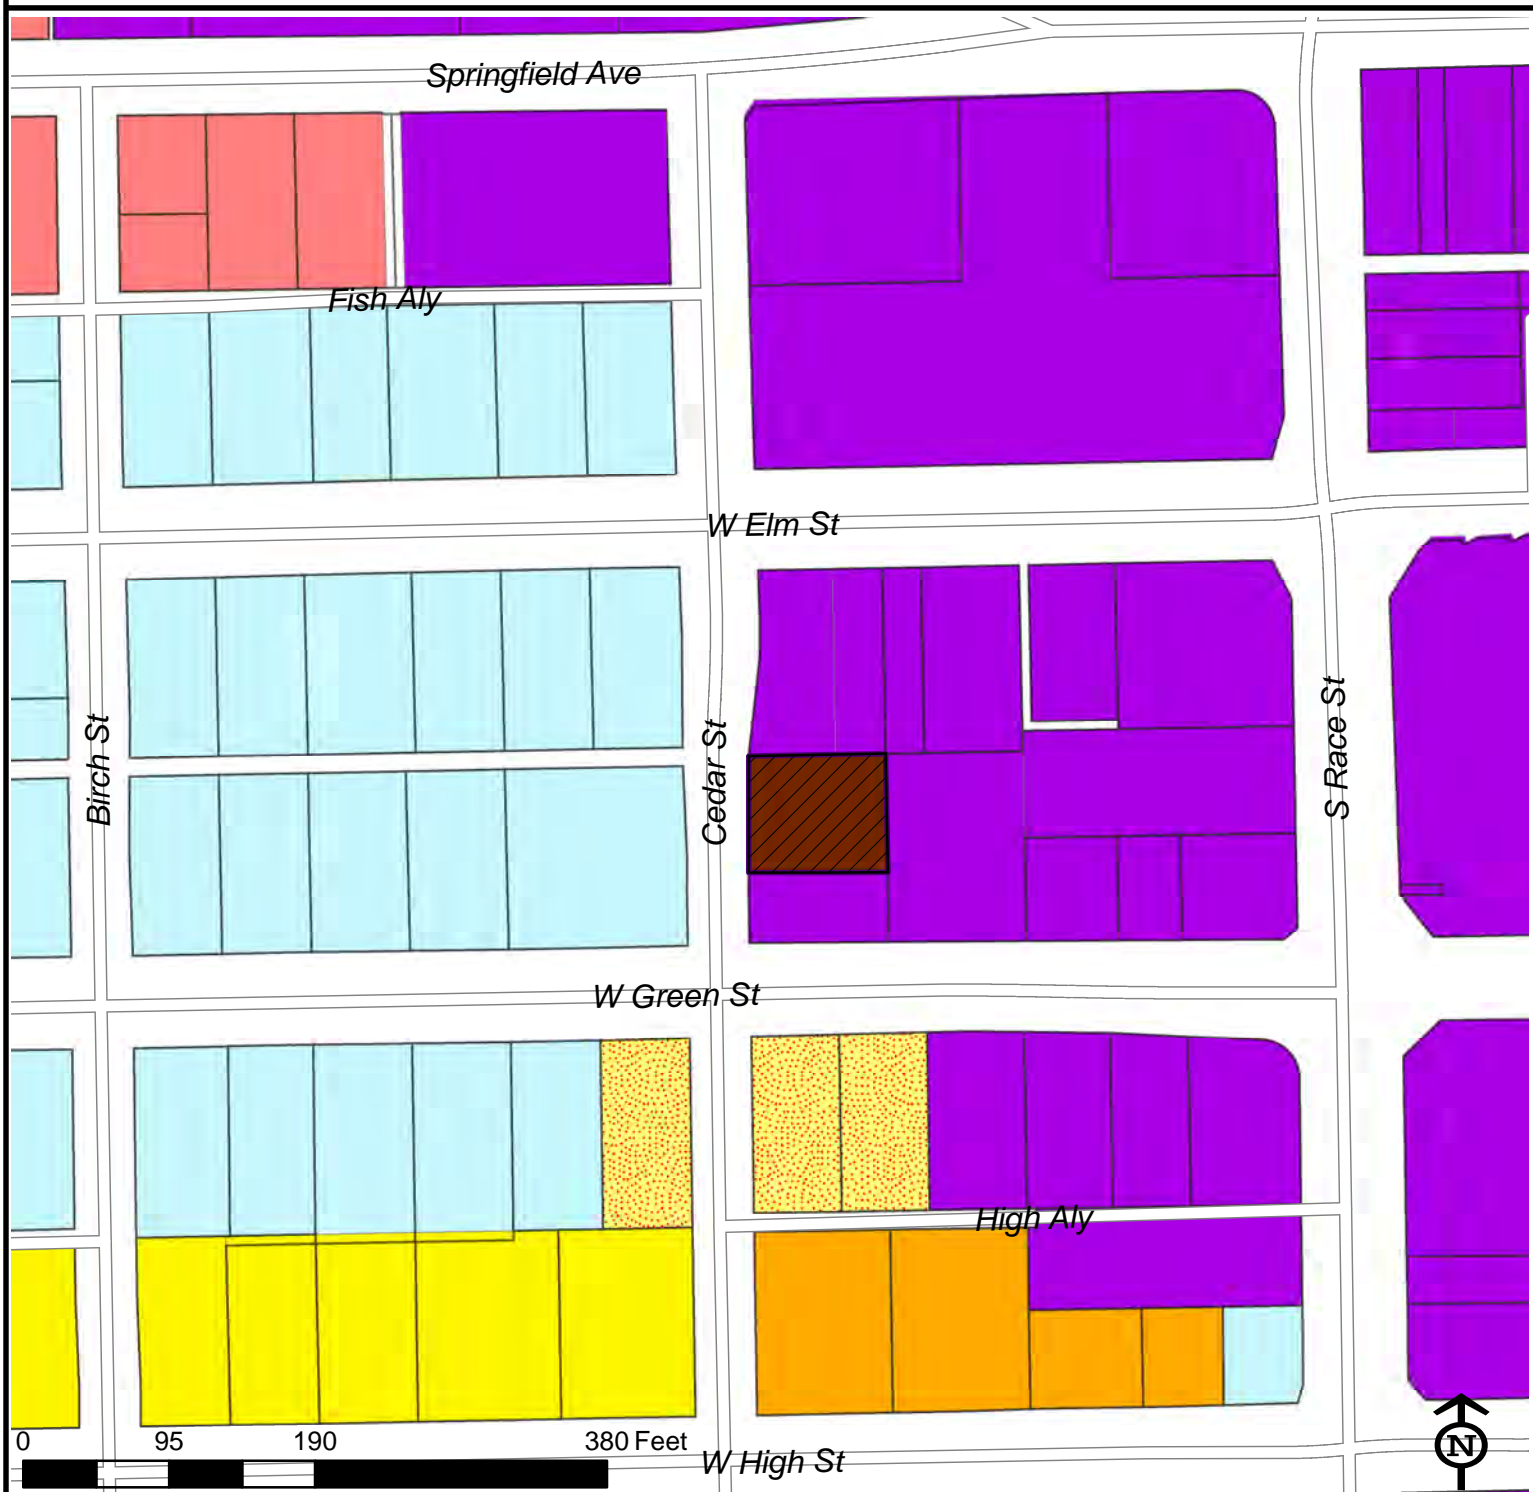 Springfield Ave
Fish Aly
W Elm St
Birch St
Cedar St
S Race St
W Green St
High Aly
0 95 190 380 Feet
W High St
N